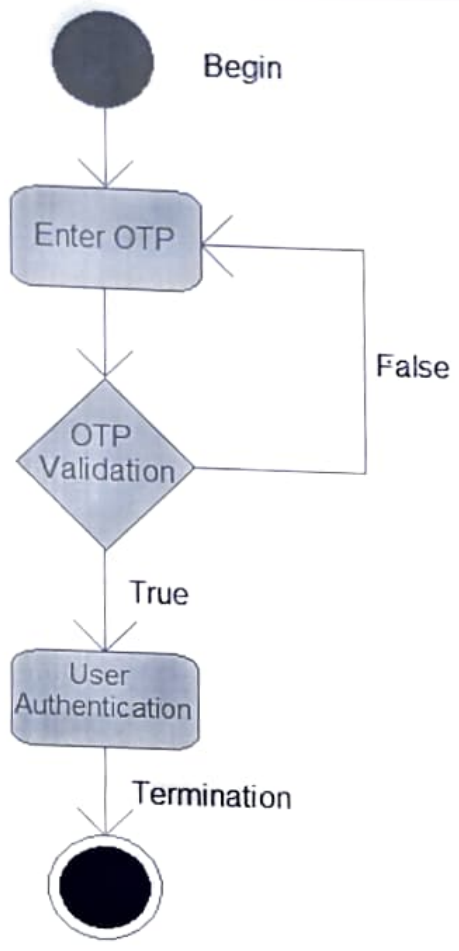 Begin
Enter OTP
False
OTP
Validation
True
User
Authentication
Termination